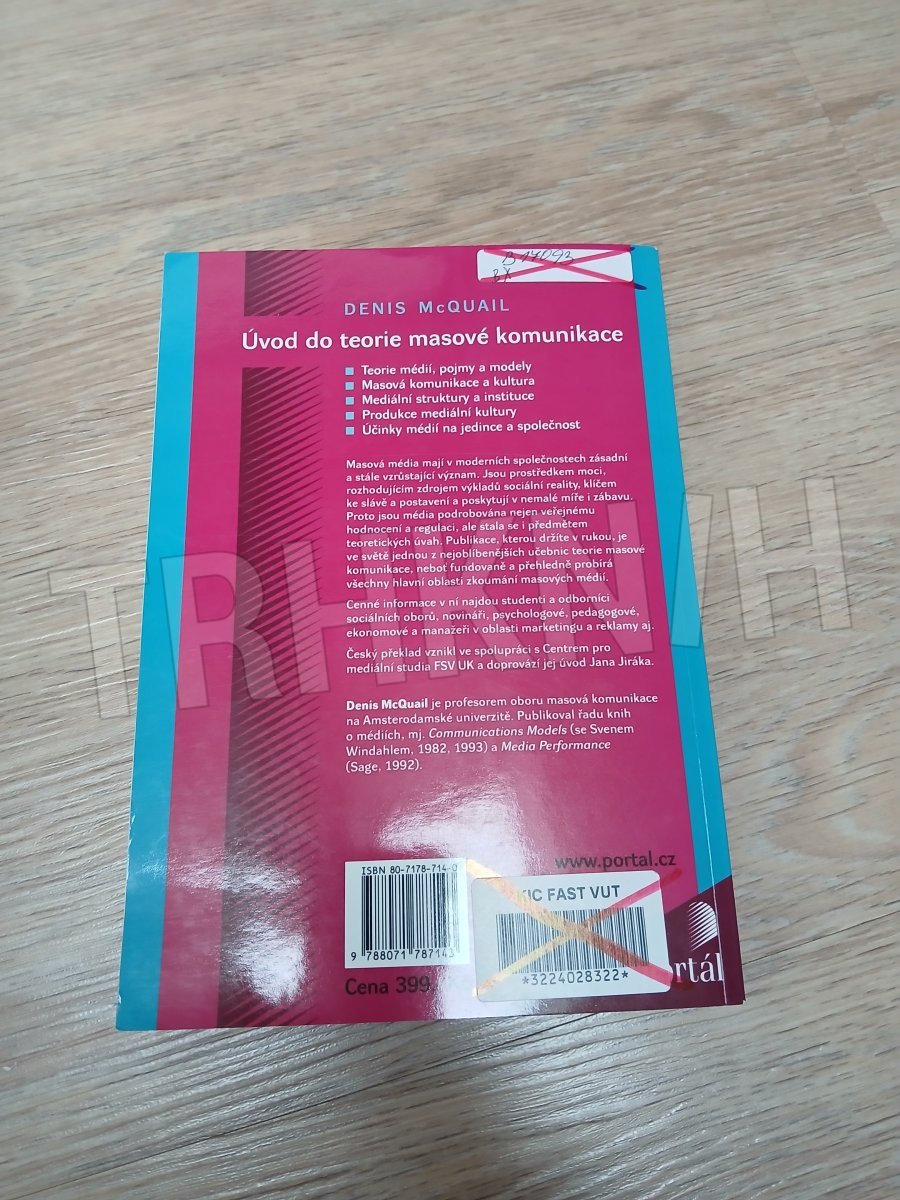 B 17093
BX
DENIS McQUAIL
Úvod do teorie masové komunikace
Teorie médií, pojmy a modely
Masová komunikace a kultura
Mediální struktury a instituce
Produkce mediální kultury
Účinky médií na jedince a společnost
Masová média mají v moderních společnostech zásadní
a stále vzrůstající význam. Jsou prostředkem moci,
rozhodujícím zdrojem výkladů sociální reality, klíčem
ke slávě a postavení a poskytují v nemalé míře i zábavu.
Proto jsou média podrobována nejen veřejnému
hodnocení a regulaci, ale stala se i předmětem
teoretických úvah. Publikace, kterou držíte v rukou, je
ve světě jednou z nejoblíbenějších učebnic teorie masové
komunikace, neboť fundovaně a přehledně probírá
všechny hlavní oblasti zkoumání masových médií.
Cenné informace v ní najdou studenti a odborníci
sociálních oborů, novináři, psychologové, pedagogové,
ekonomové a manažeři v oblasti marketingu a reklamy aj.
Český překlad vznikl ve spolupráci s Centrem pro
mediální studia FSV UK a doprovází jej úvod Jana Jiráka.
Denis McQuail je profesorem oboru masová komunikace
na Amsterodamské univerzitě. Publikoval řadu knih
o médiích, mj. Communications Models (se Svenem
Windahlem, 1982, 1993) a Media Performance
(Sage, 1992).
www.portal.cz
ISBN 80-7178-714-0
9 788071 787143
KIC FAST VUT
*3224028322*
Cena 399
ortál